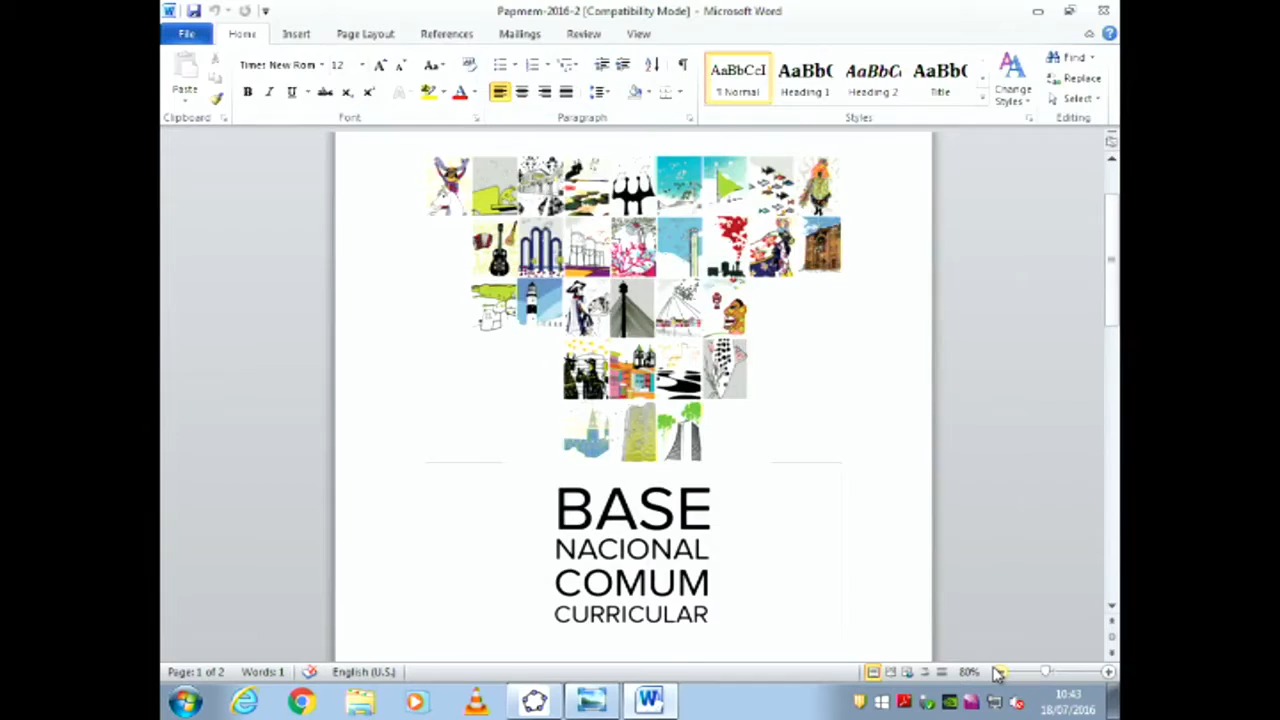 Papmem-2016-2 [Compatibility Mode] - Microsoft Word
File Home Insert Page Layout References Mailings Review View
Times New Rom 12
Paste
Clipboard
Font
Paragraph
AaBbCcI AaBbC AaBbCc AaBbC
¶ Normal Heading 1 Heading 2 Title
Change Styles
Styles
Find
Replace
Select
Editing
BASE
NACIONAL
COMUM
CURRICULAR
Page: 1 of 2 Words: 1 English (U.S.) 80%
10:43
18/07/2016